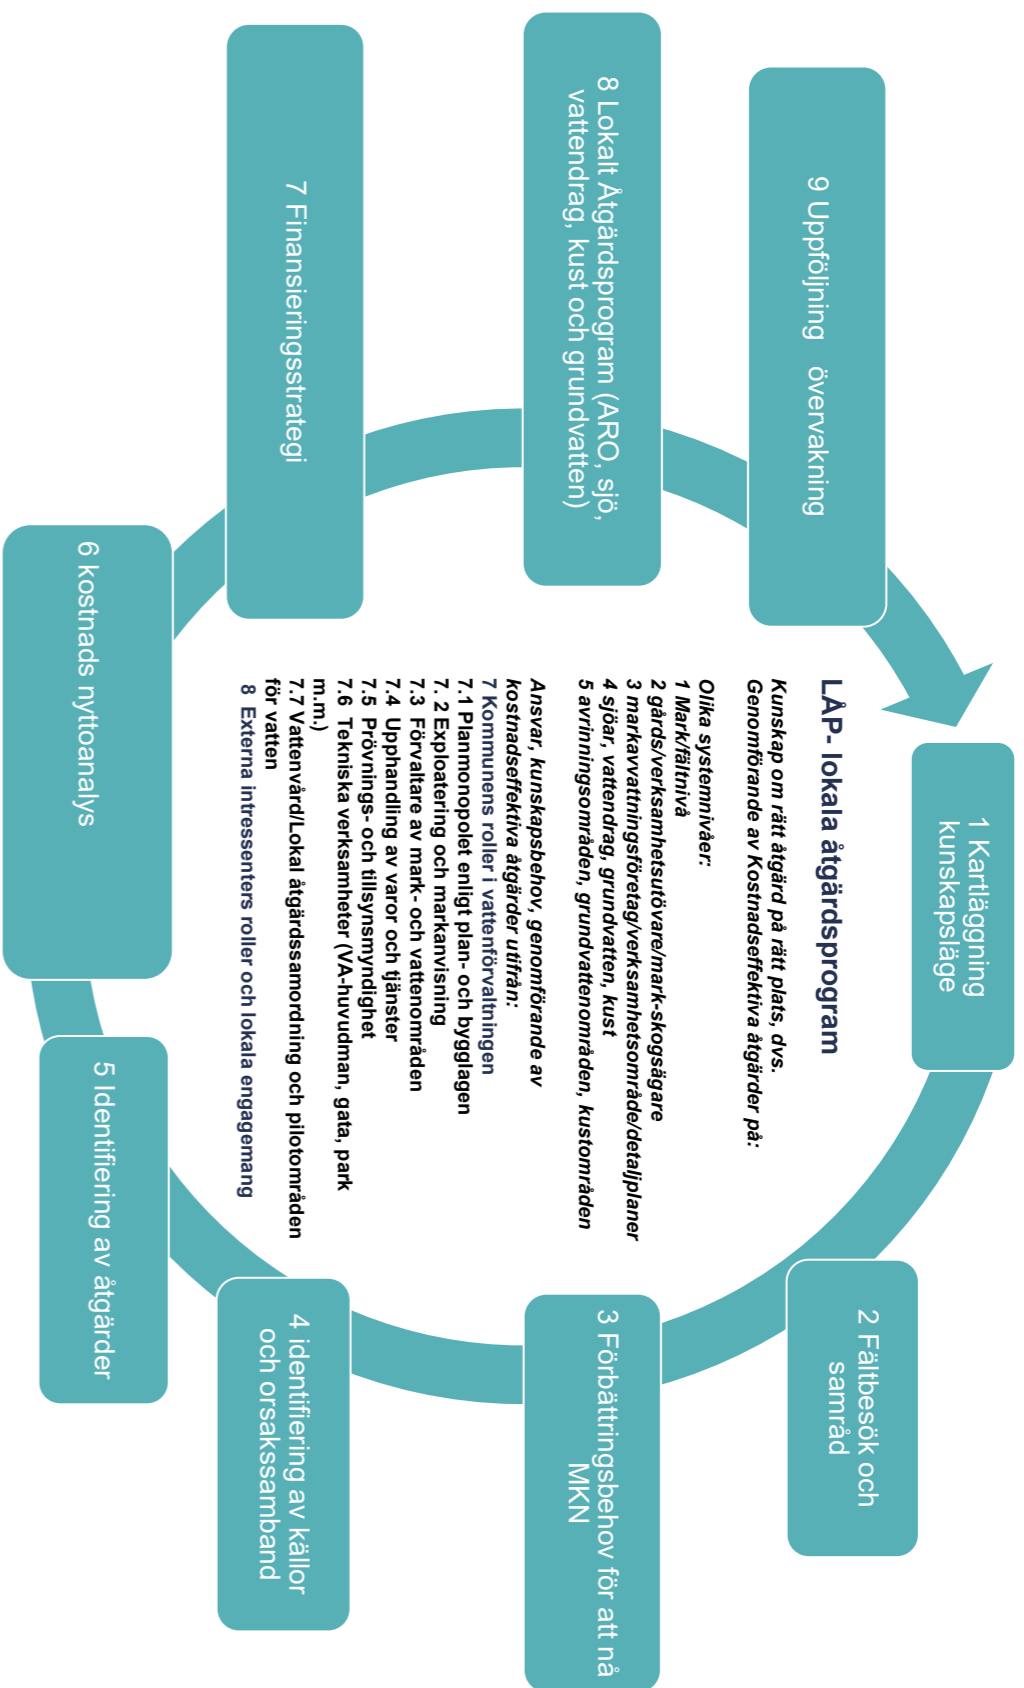 1 Kartläggning
kunskapsläge
2 Fältbesök och
samråd
3 Förbättringsbehov för att nå
MKN
4 identifiering av källor
och orsakssamband
5 Identifiering av åtgärder
6 kostnads nyttoanalys
7 Finansieringsstrategi
8 Lokalt Åtgärdsprogram (ARO, sjö,
vattendrag, kust och grundvatten)
9 Uppföljning övervakning
LÅP- lokala åtgärdsprogram
Kunskap om rätt åtgärd på rätt plats, dvs.
Genomförande av Kostnadseffektiva åtgärder på:
Olika systemnivåer:
1 Mark/fältnivå
2 gårds/verksamhetsutövare/mark-skogsägare
3 markavvattningsföretag/verksamhetsområde/detaljplaner
4 sjöar, vattendrag, grundvatten, kust
5 avrinningsområden, grundvattenområden, kustområden
Ansvar, kunskapsbehov, genomförande av
kostnadseffektiva åtgärder utifrån:
7 Kommunens roller i vattenförvaltningen
7.1 Planmonopolet enligt plan- och bygglagen
7. 2 Exploatering och markanvisning
7.3 Förvaltare av mark- och vattenområden
7.4 Upphandling av varor och tjänster
7.5 Prövnings- och tillsynsmyndighet
7.6 Tekniska verksamheter (VA-huvudman, gata, park
m.m.)
7.7 Vattenvård/Lokal åtgärdssamordning och pilotområden
för vatten
8 Externa intressenters roller och lokala engagemang